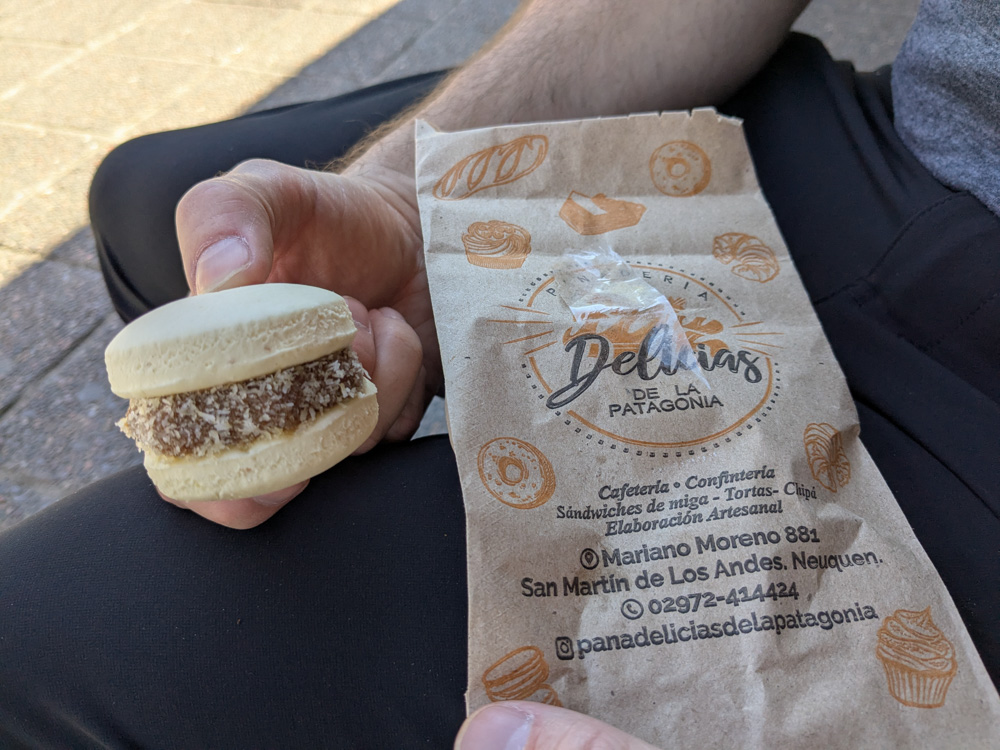 PANADERIA
Delicias
DE LA
PATAGONIA
Cafetería • Confintería
Sándwiches de miga - Tortas- Chipá
Elaboración Artesanal
Mariano Moreno 881
San Martín de Los Andes. Neuquen.
02972-414424
panadeliciasdelapatagonia